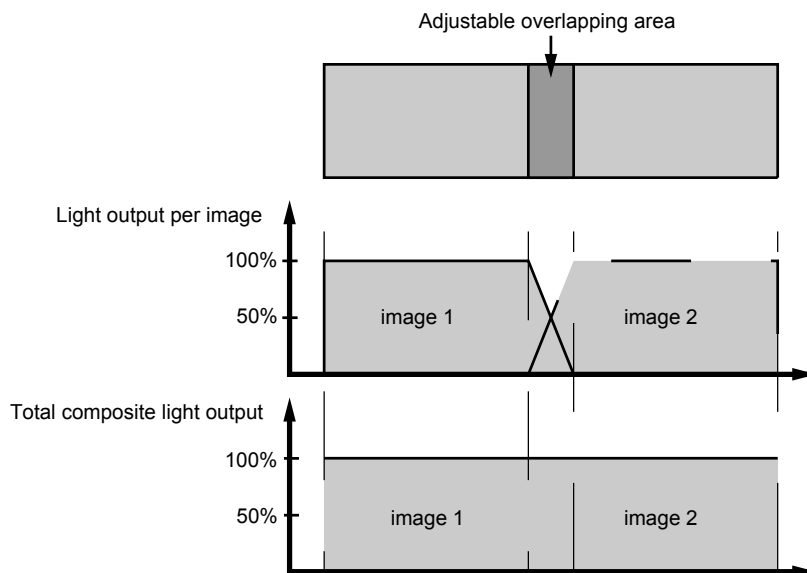 Adjustable overlapping area
Light output per image
100%
50%
image 1
image 2
Total composite light output
100%
50%
image 1
image 2